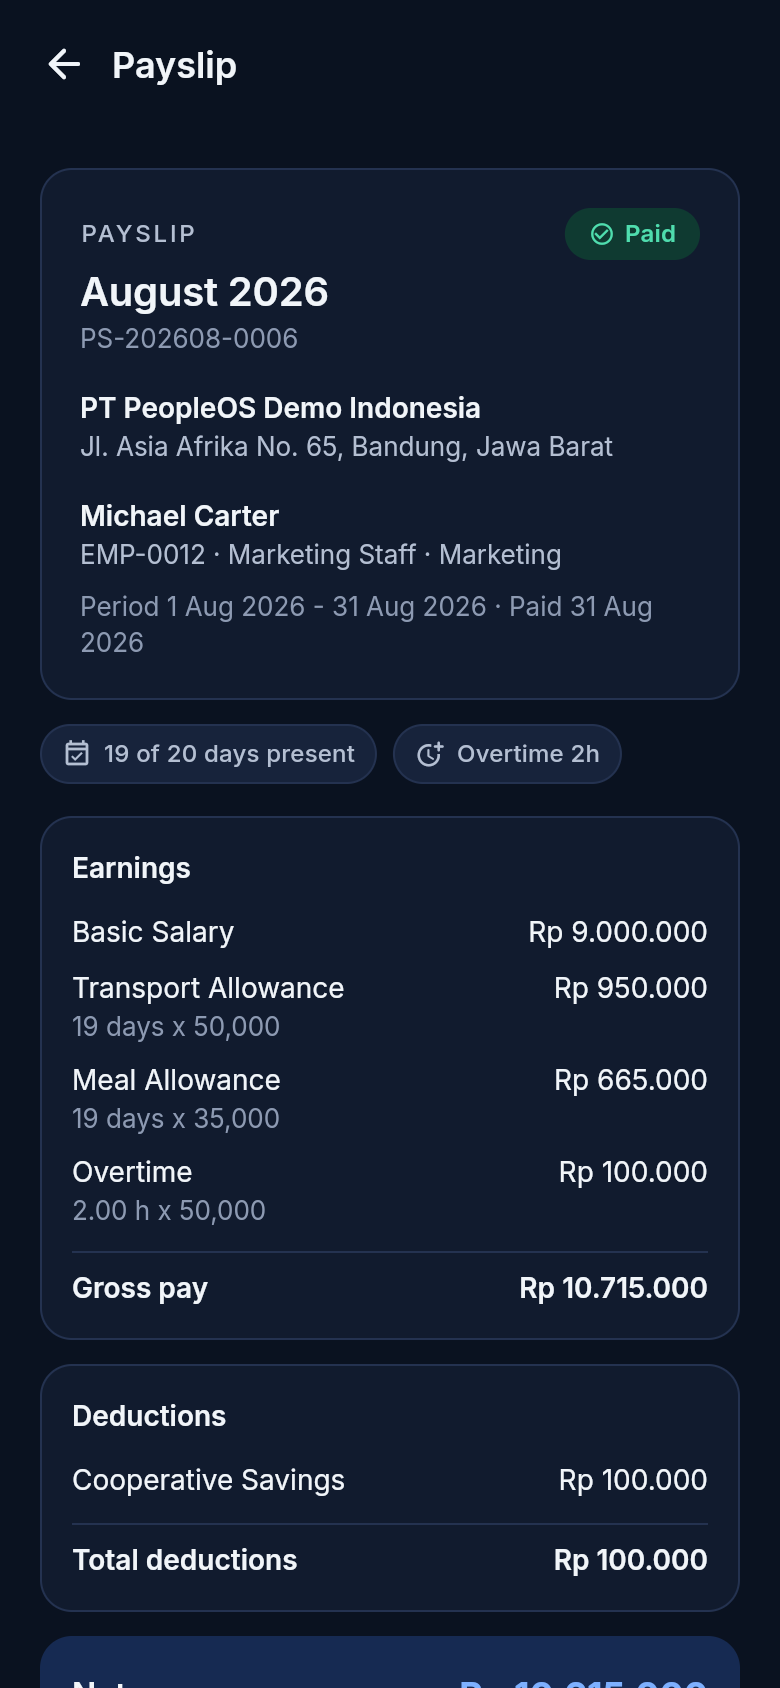 Payslip
PAYSLIP
Paid
August 2026
PS-202608-0006
PT PeopleOS Demo Indonesia
Jl. Asia Afrika No. 65, Bandung, Jawa Barat
Michael Carter
EMP-0012 · Marketing Staff · Marketing
Period 1 Aug 2026 - 31 Aug 2026 · Paid 31 Aug
2026
19 of 20 days present
Overtime 2h
Earnings
Basic Salary Rp 9.000.000
Transport Allowance Rp 950.000
19 days x 50,000
Meal Allowance Rp 665.000
19 days x 35,000
Overtime Rp 100.000
2.00 h x 50,000
Gross pay Rp 10.715.000
Deductions
Cooperative Savings Rp 100.000
Total deductions Rp 100.000